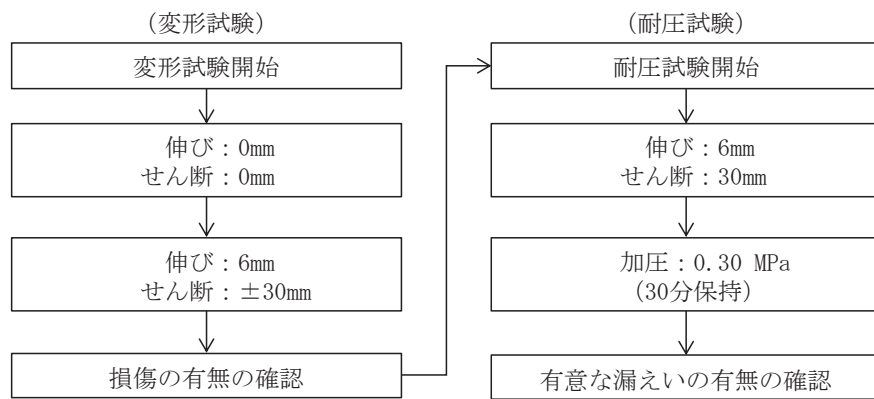 (変形試験)
変形試験開始
伸び：0mm
せん断：0mm
伸び：6mm
せん断：±30mm
損傷の有無の確認
(耐圧試験)
耐圧試験開始
伸び：6mm
せん断：30mm
加圧：0.30 MPa
(30分保持)
有意な漏えいの有無の確認